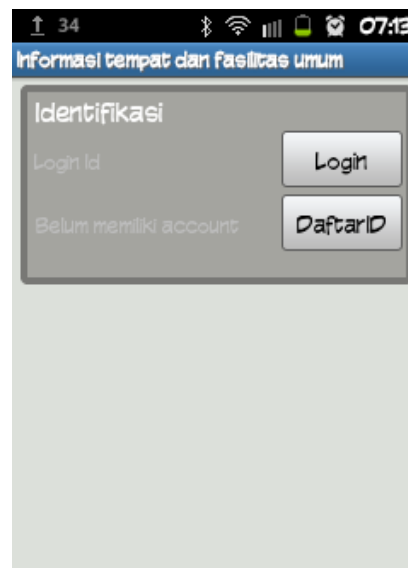 34 07:13
Informasi tempat dan fasilitas umum
Identifikasi
Login Id
Login
Belum memiliki account
DaftarID